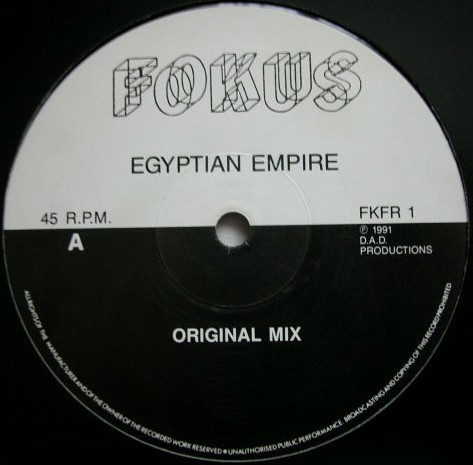 FOKUS
EGYPTIAN EMPIRE
45 R.P.M.
A
FKFR 1
℗ 1991
D.A.D.
PRODUCTIONS
ORIGINAL MIX
ALL RIGHTS OF THE MANUFACTURER AND OF THE OWNER OF THE RECORDED WORK RESERVED ● UNAUTHORISED PUBLIC PERFORMANCE. BROADCASTING AND COPYING OF THIS RECORD PROHIBITED